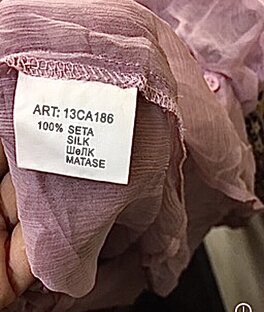 ART: 13CA186
100% SETA
SILK
ШеЛК
MATASE